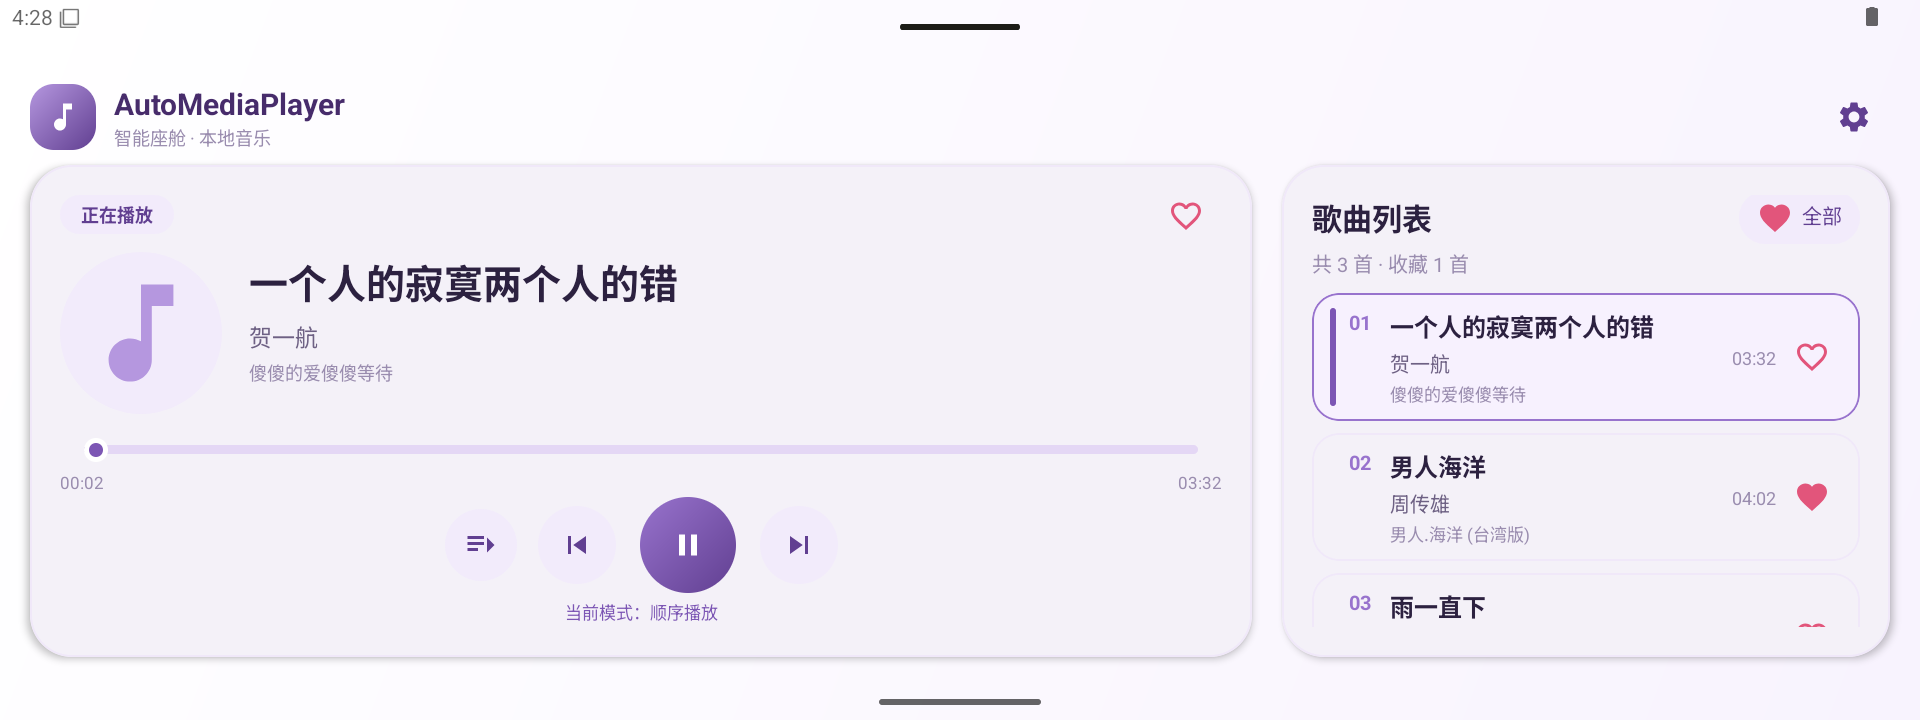 4:28
AutoMediaPlayer
智能座舱 · 本地音乐
正在播放
一个人的寂寞两个人的错
贺一航
傻傻的爱傻傻等待
00:02
03:32
当前模式：顺序播放
歌曲列表
全部
共 3 首 · 收藏 1 首
01
一个人的寂寞两个人的错
贺一航
傻傻的爱傻傻等待
03:32
02
男人海洋
周传雄
男人.海洋 (台湾版)
04:02
03
雨一直下